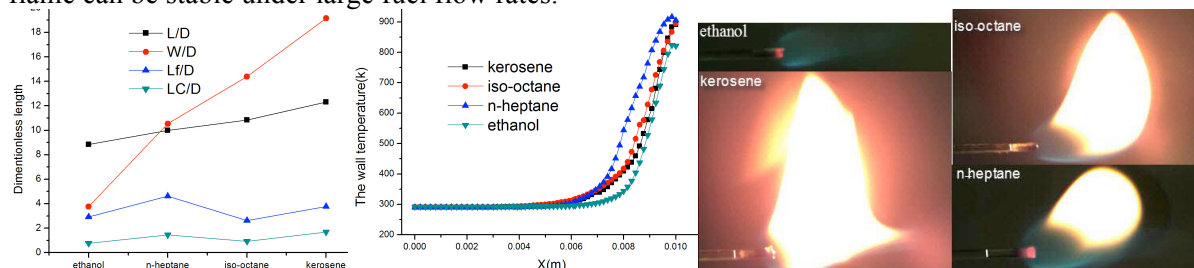 flame can be stable under large fuel flow rates.
20
18
16
14
12
10
8
6
4
2
0
Dimentionless length
L/D
W/D
Lf/D
LC/D
ethanol
n-heptane
iso-octane
kerosene
900
800
700
600
500
400
300
200
The wall temperature(k)
kerosene
iso-octane
n-heptane
ethanol
0.000
0.002
0.004
0.006
0.008
0.010
X(m)
ethanol
kerosene
iso-octane
n-heptane